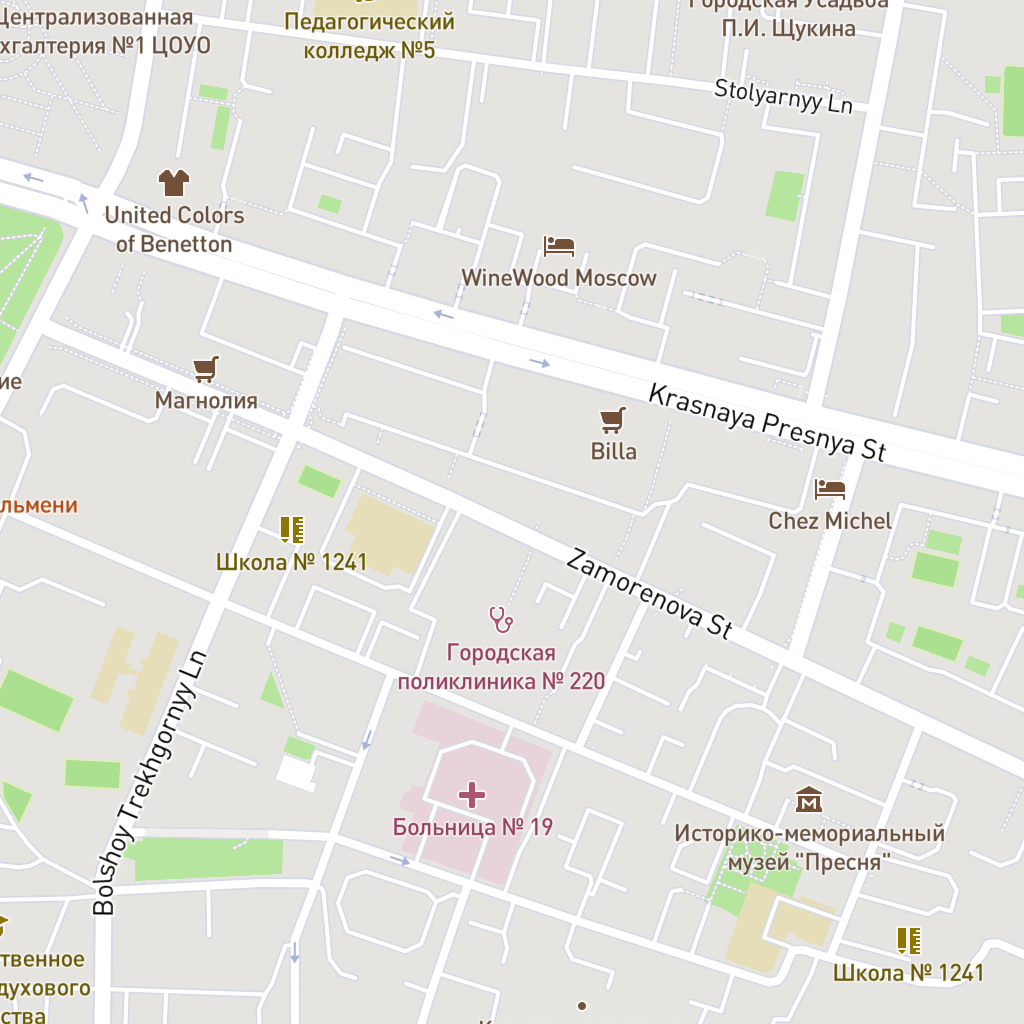 Централизованная
хгалтерия №1 ЦОУО
Педагогический
колледж №5
Городская Усадьба
П.И. Щукина
Stolyarnyy Ln
United Colors
of Benetton
WineWood Moscow
ие
Магнолия
Krasnaya Presnya St
Billa
Chez Michel
льмени
Школа № 1241
Zamorenova St
Городская
поликлиника № 220
Bolshoy Trekhgornyy Ln
Больница № 19
Историко-мемориальный
музей "Пресня"
Школа № 1241
твенное
духового
ства